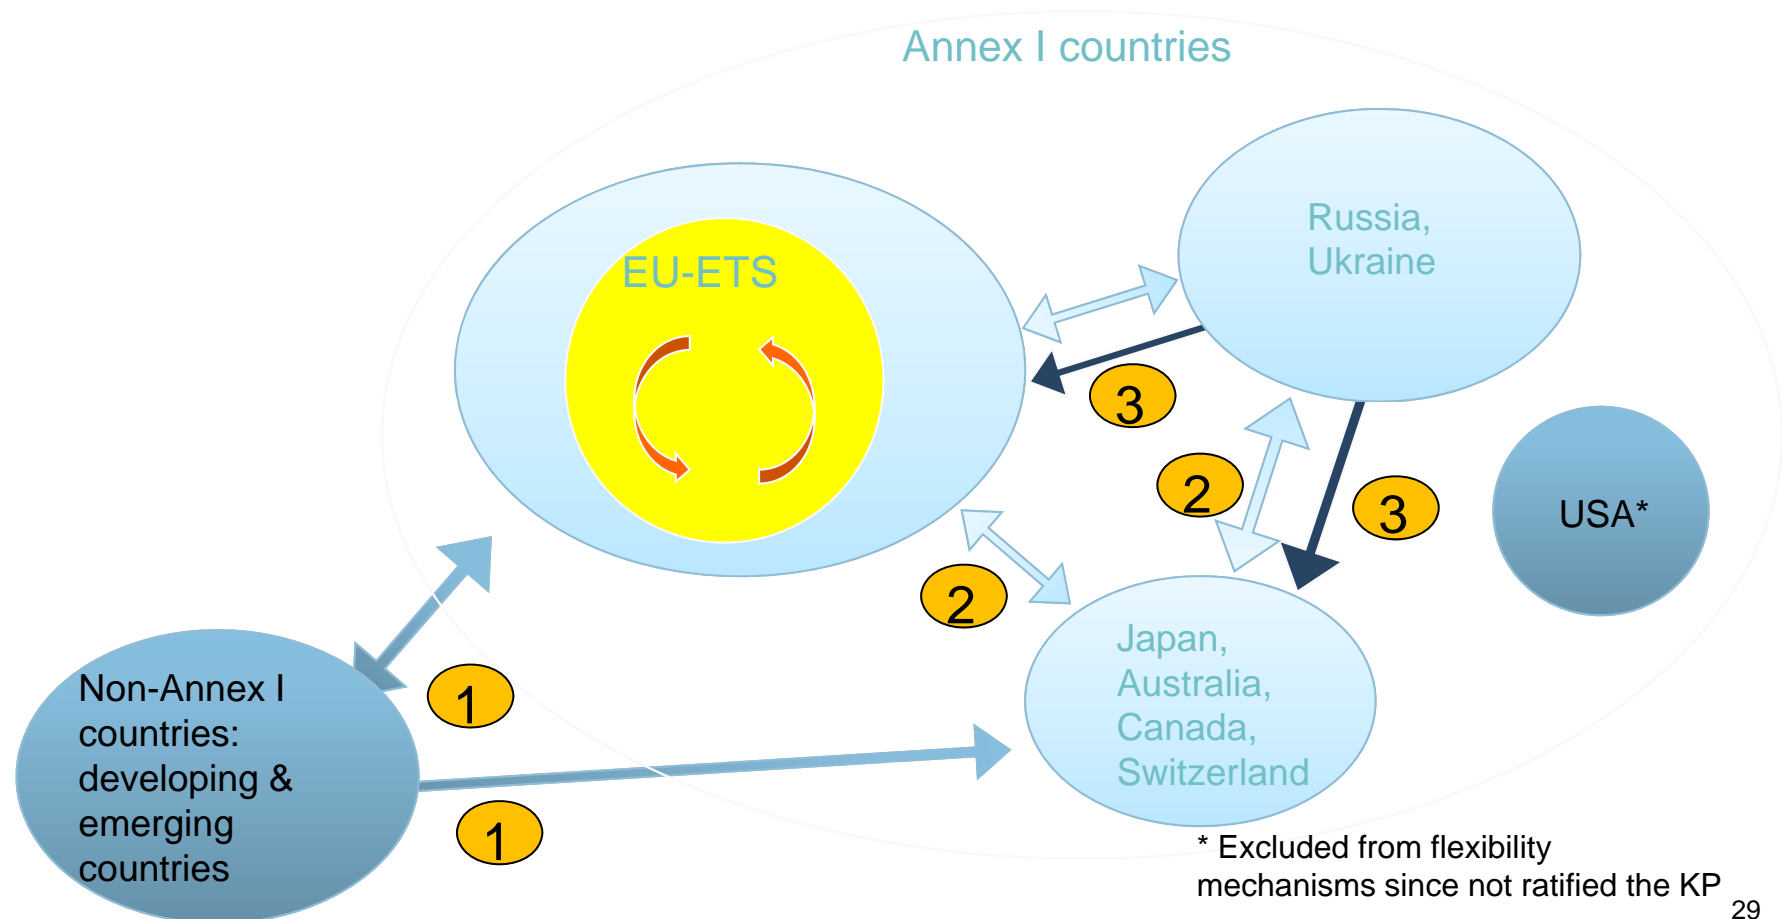 Annex I countries
Russia,
Ukraine
EU-ETS
3
2
3
USA*
2
Japan,
Australia,
Canada,
Switzerland
Non-Annex I
countries:
developing &
emerging
countries
1
1
* Excluded from flexibility
mechanisms since not ratified the KP
29